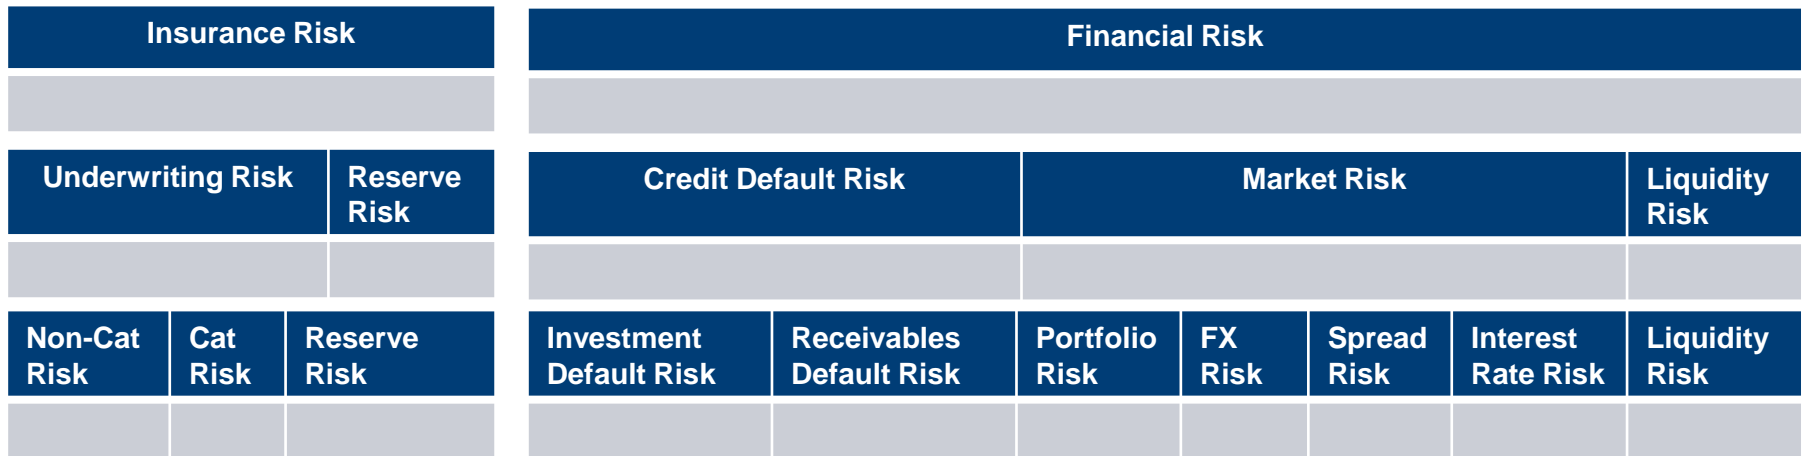 Insurance Risk
Financial Risk
Underwriting Risk
Reserve
Risk
Credit Default Risk
Market Risk
Liquidity
Risk
Non-Cat
Risk
Cat
Risk
Reserve
Risk
Investment
Default Risk
Receivables
Default Risk
Portfolio
Risk
FX
Risk
Spread
Risk
Interest
Rate Risk
Liquidity
Risk